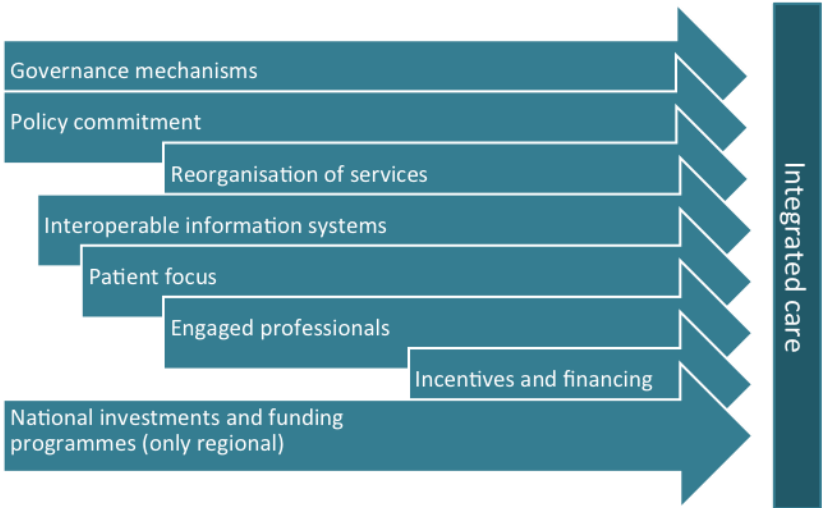 Governance mechanisms
Policy commitment
Reorganisation of services
Interoperable information systems
Patient focus
Engaged professionals
Incentives and financing
National investments and funding
programmes (only regional)
Integrated care